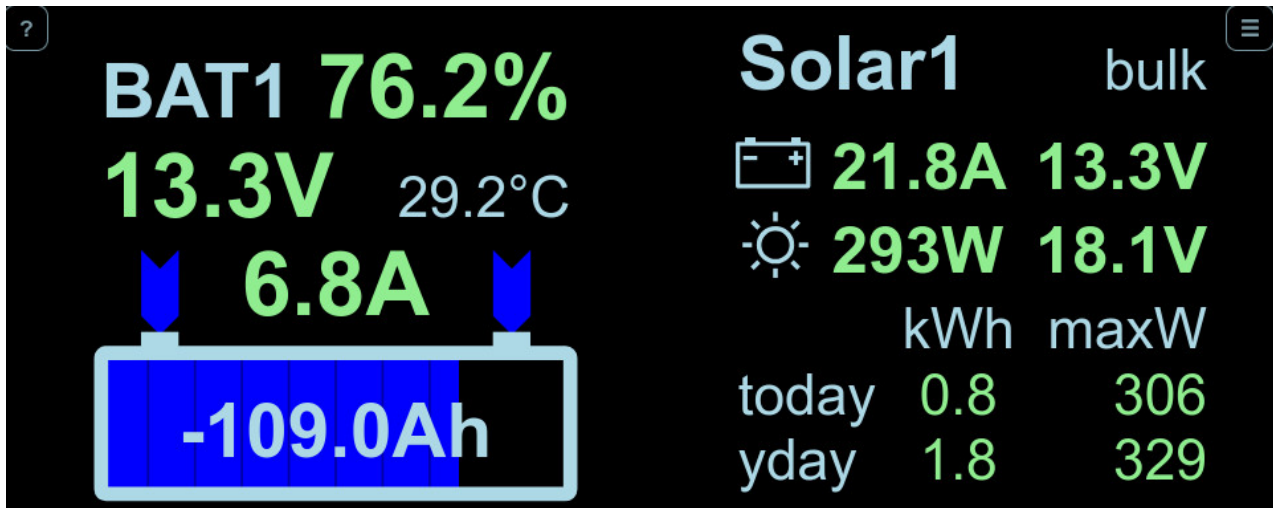 ?
BAT1 76.2%
13.3V 29.2°C
6.8A
-109.0Ah
☰
Solar1 bulk
- + 21.8A 13.3V
293W 18.1V
kWh maxW
today 0.8 306
yday 1.8 329